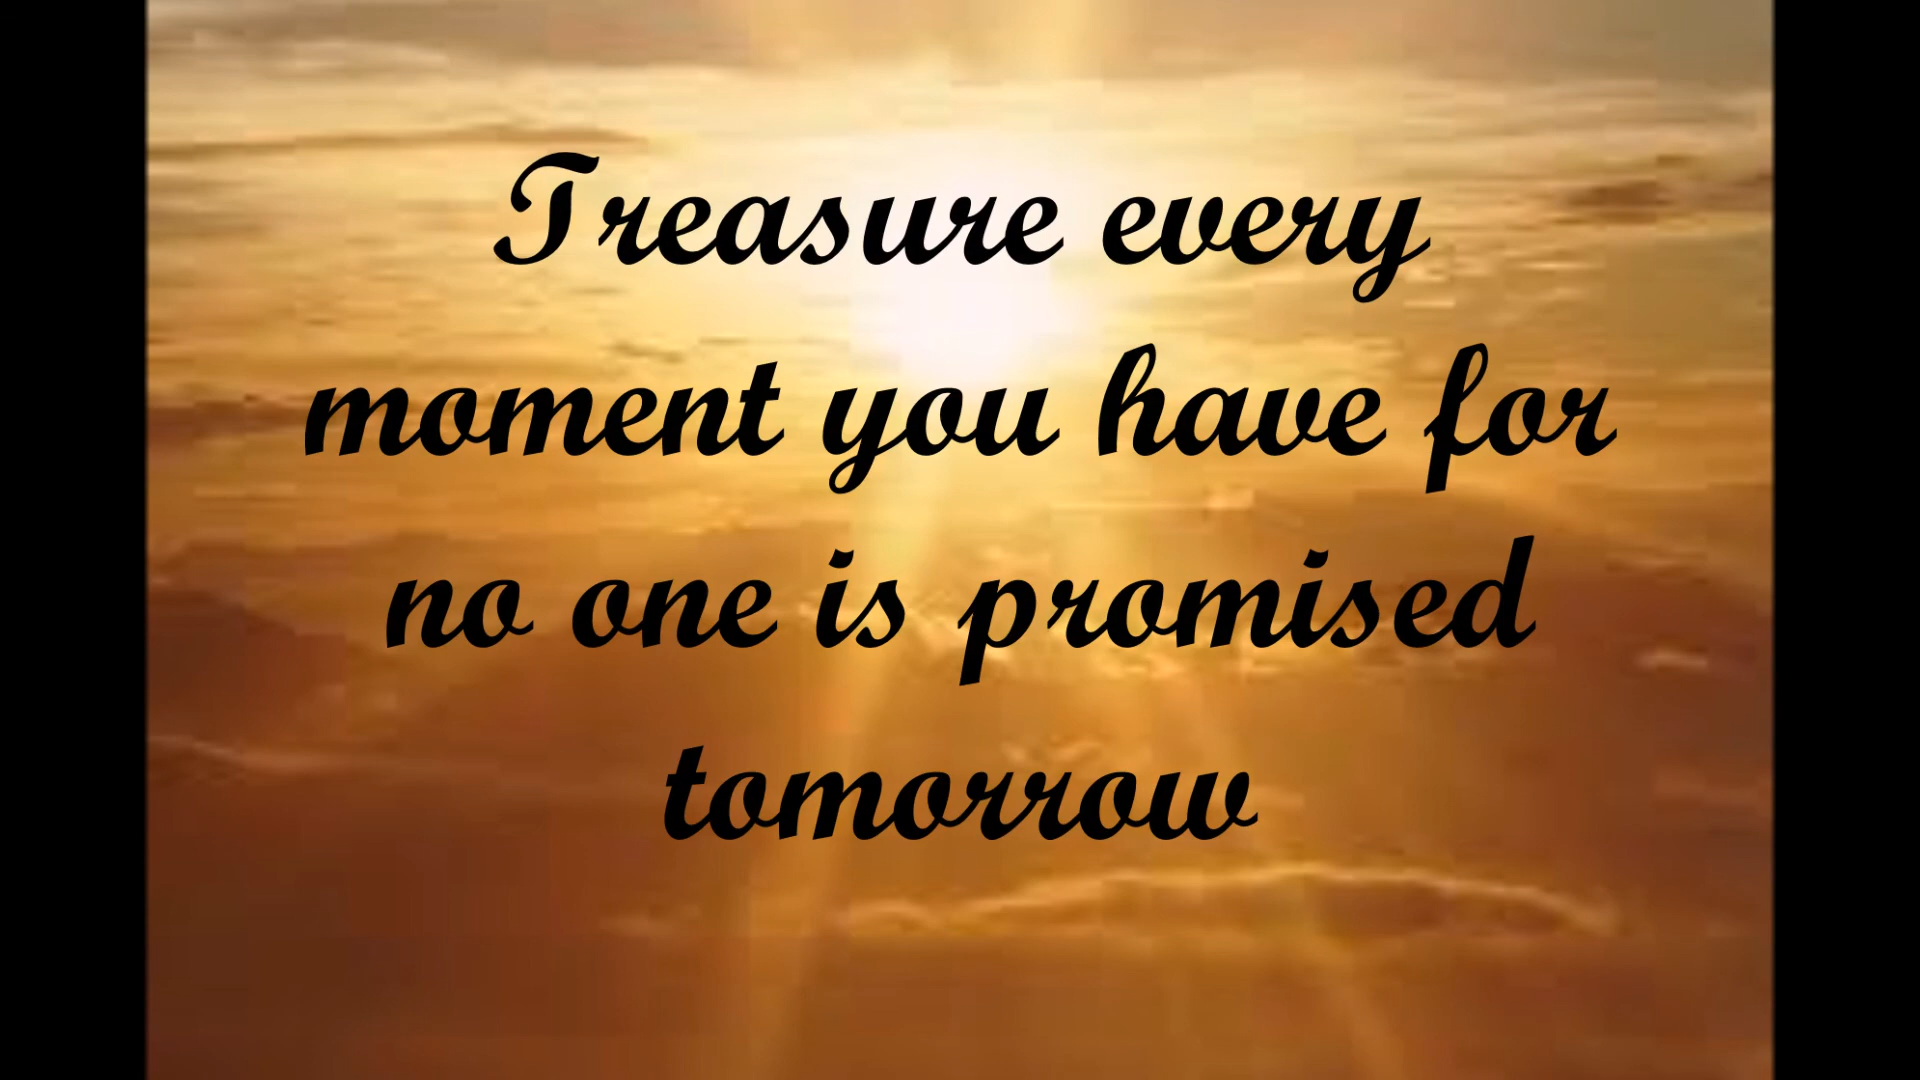 Treasure every
moment you have for
no one is promised
tomorrow